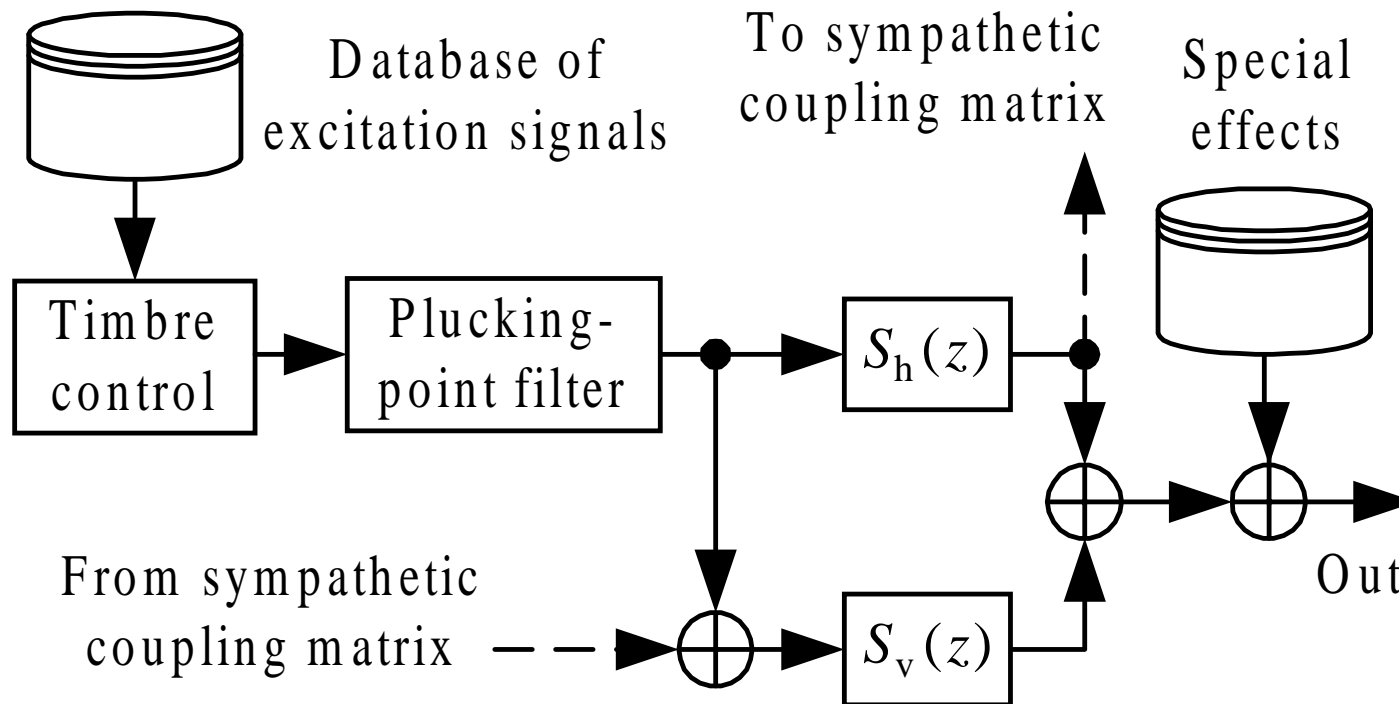 Database of
excitation signals
To sympathetic
coupling matrix
Special
effects
Timbre
control
Plucking-
point filter
S_h(z)
From sympathetic
coupling matrix
S_v(z)
Out